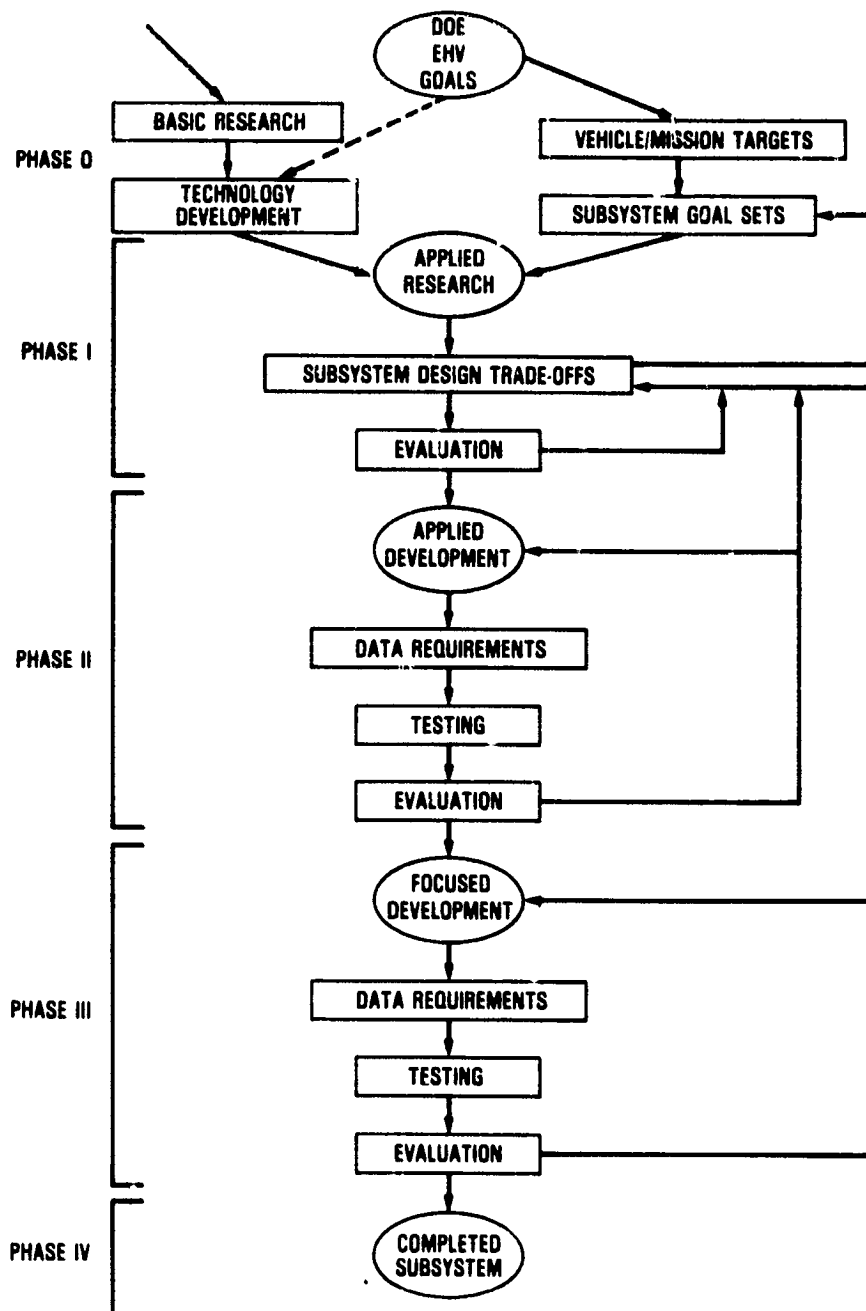 DOE
EHV
GOALS
BASIC RESEARCH
VEHICLE/MISSION TARGETS
PHASE 0
TECHNOLOGY
DEVELOPMENT
SUBSYSTEM GOAL SETS
APPLIED
RESEARCH
PHASE I
SUBSYSTEM DESIGN TRADE-OFFS
EVALUATION
APPLIED
DEVELOPMENT
PHASE II
DATA REQUIREMENTS
TESTING
EVALUATION
FOCUSED
DEVELOPMENT
PHASE III
DATA REQUIREMENTS
TESTING
EVALUATION
PHASE IV
COMPLETED
SUBSYSTEM